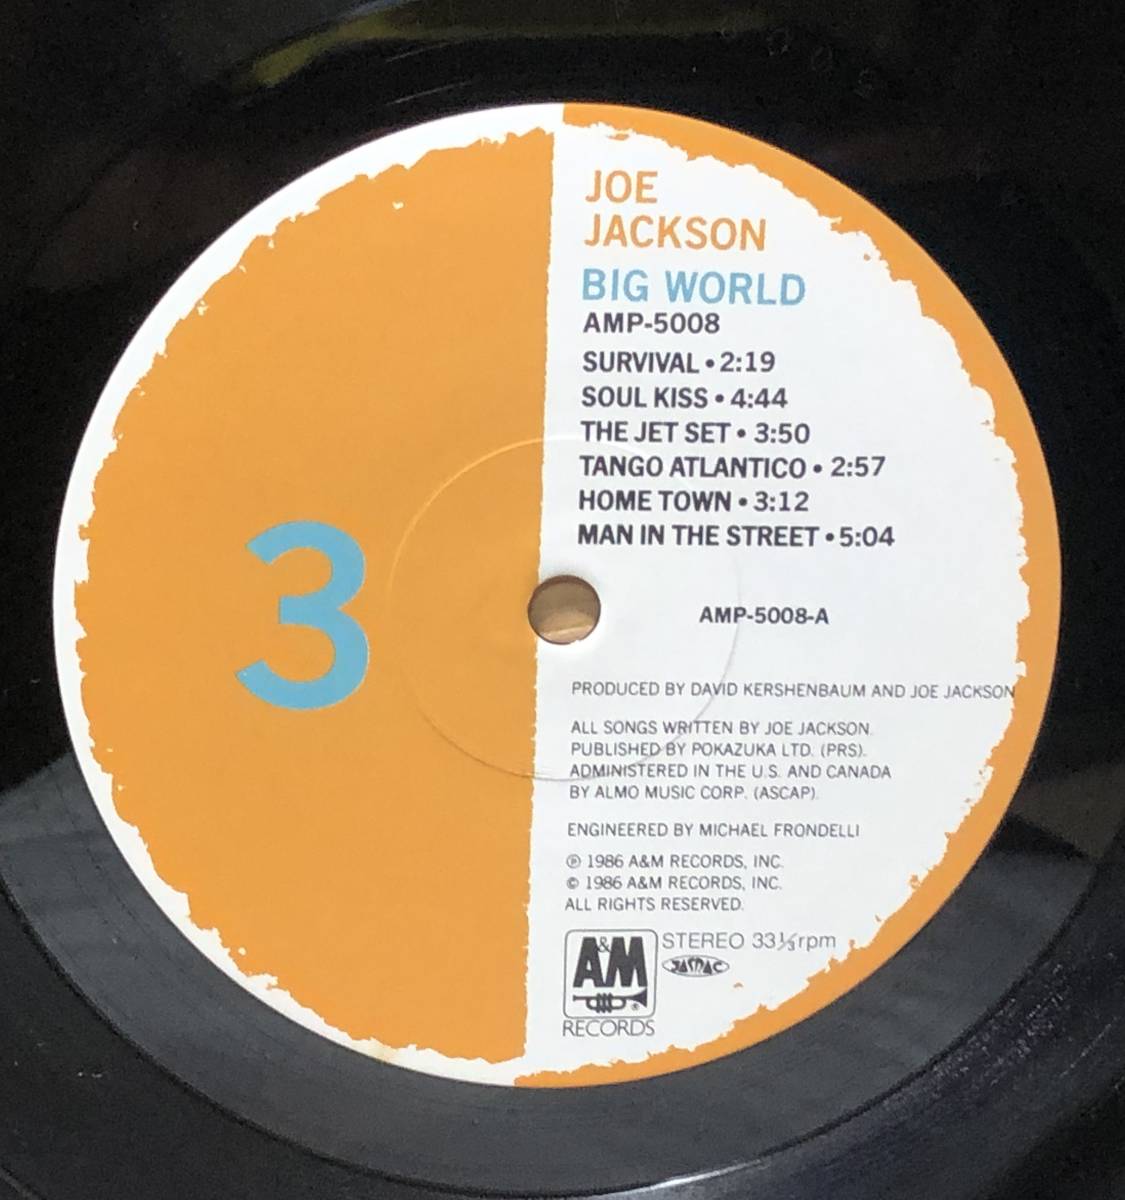 JOE
JACKSON
BIG WORLD
AMP-5008
SURVIVAL • 2:19
SOUL KISS • 4:44
THE JET SET • 3:50
TANGO ATLANTICO • 2:57
HOME TOWN • 3:12
MAN IN THE STREET • 5:04
3
AMP-5008-A
PRODUCED BY DAVID KERSHENBAUM AND JOE JACKSON
ALL SONGS WRITTEN BY JOE JACKSON.
PUBLISHED BY POKAZUKA LTD. (PRS).
ADMINISTERED IN THE U.S. AND CANADA
BY ALMO MUSIC CORP. (ASCAP).
ENGINEERED BY MICHAEL FRONDELLI
℗ 1986 A&M RECORDS, INC.
© 1986 A&M RECORDS, INC.
ALL RIGHTS RESERVED.
A&M ®
RECORDS
STEREO 33⅓rpm
JASRAC